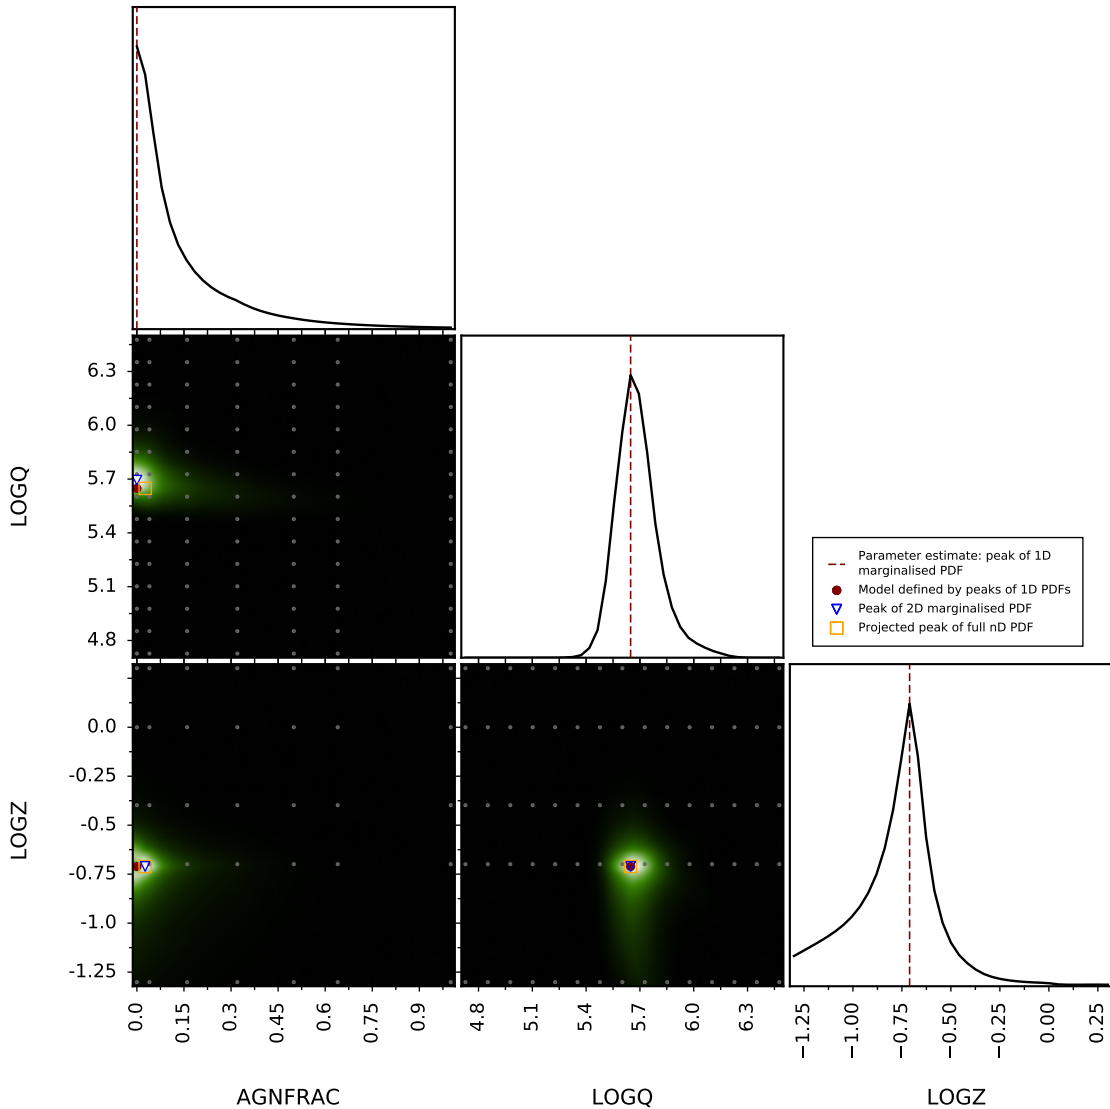 6.3
6.0
5.7
5.4
5.1
4.8
LOGQ
Parameter estimate: peak of 1D
marginalised PDF
Model defined by peaks of 1D PDFs
Peak of 2D marginalised PDF
Projected peak of full nD PDF
0.0
-0.25
-0.5
-0.75
-1.0
-1.25
LOGZ
0.0 0.15 0.3 0.45 0.6 0.75 0.9
4.8 5.1 5.4 5.7 6.0 6.3
−1.25 −1.00 −0.75 −0.50 −0.25 0.00 0.25
AGNFRAC
LOGQ
LOGZ